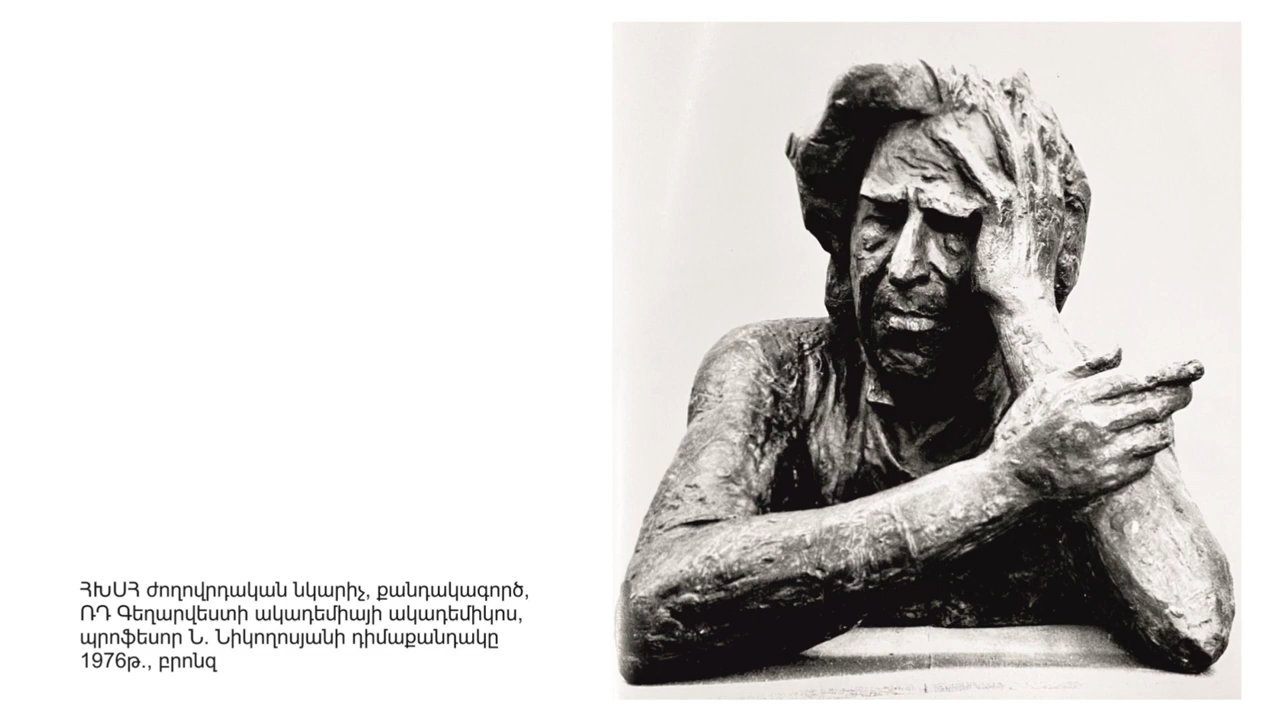 ՀԽՍՀ ժողովրդական նկարիչ, քանդակագործ,
ՌԴ Գեղարվեստի ակադեմիայի ակադեմիկոս,
պրոֆեսոր Ն. Նիկողոսյանի դիմաքանդակը
1976թ., բրոնզ